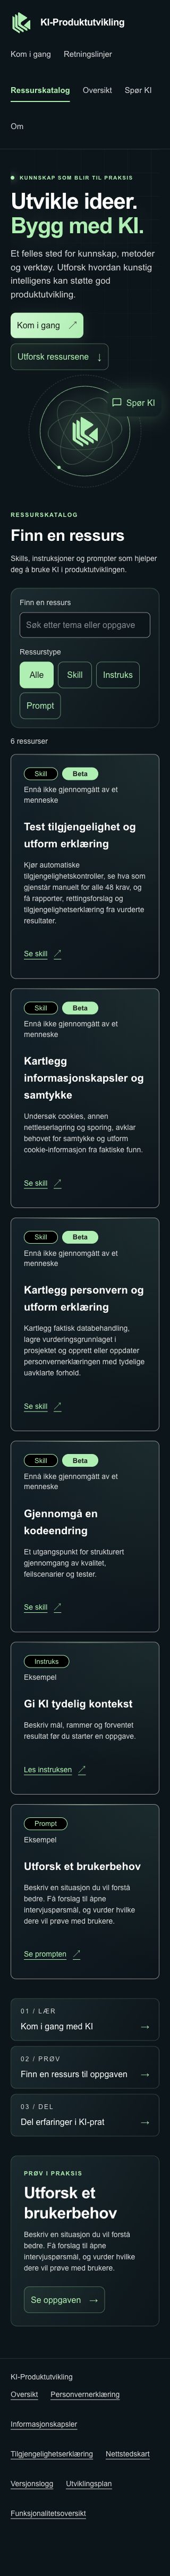 KI-Produktutvikling
Kom i gang Retningslinjer
Ressurskatalog Oversikt Spør KI
Om
KUNNSKAP SOM BLIR TIL PRAKSIS
Utvikle ideer.
Bygg med KI.
Et felles sted for kunnskap, metoder
og verktøy. Utforsk hvordan kunstig
intelligens kan støtte god
produktutvikling.
Kom i gang ↗
Utforsk ressursene ↓
Spør KI
RESSURSKATALOG
Finn en ressurs
Skills, instruksjoner og prompter som hjelper
deg å bruke KI i produktutviklingen.
Finn en ressurs
Søk etter tema eller oppgave
Ressurstype
Alle Skill Instruks
Prompt
6 ressurser
Skill Beta
Ennå ikke gjennomgått av et
menneske
Test tilgjengelighet og
utform erklæring
Kjør automatiske
tilgjengelighetskontroller, se hva som
gjenstår manuelt for alle 48 krav, og
få rapporter, rettingsforslag og
tilgjengelighetserklæring fra vurderte
resultater.
Se skill ↗
Skill Beta
Ennå ikke gjennomgått av et
menneske
Kartlegg
informasjonskapsler og
samtykke
Undersøk cookies, annen
nettleserlagring og sporing, avklar
behovet for samtykke og utform
cookie-informasjon fra faktiske funn.
Se skill ↗
Skill Beta
Ennå ikke gjennomgått av et
menneske
Kartlegg personvern og
utform erklæring
Kartlegg faktisk databehandling,
lagre vurderingsgrunnlaget i
prosjektet og opprett eller oppdater
personvernerklæringen med tydelige
uavklarte forhold.
Se skill ↗
Skill Beta
Ennå ikke gjennomgått av et
menneske
Gjennomgå en
kodeendring
Et utgangspunkt for strukturert
gjennomgang av kvalitet,
feilscenarier og tester.
Se skill ↗
Instruks
Eksempel
Gi KI tydelig kontekst
Beskriv mål, rammer og forventet
resultat før du starter en oppgave.
Les instruksen ↗
Prompt
Eksempel
Utforsk et brukerbehov
Beskriv en situasjon du vil forstå
bedre. Få forslag til åpne
intervjuspørsmål, og vurder hvilke
dere vil prøve med brukere.
Se prompten ↗
01 / LÆR
Kom i gang med KI →
02 / PRØV
Finn en ressurs til oppgaven →
03 / DEL
Del erfaringer i KI-prat →
PRØV I PRAKSIS
Utforsk et
brukerbehov
Beskriv en situasjon du vil forstå
bedre. Få forslag til åpne
intervjuspørsmål, og vurder hvilke
dere vil prøve med brukere.
Se oppgaven →
KI-Produktutvikling
Oversikt Personvernerklæring
Informasjonskapsler
Tilgjengelighetserklæring Nettstedskart
Versjonslogg Utviklingsplan
Funksjonalitetsoversikt